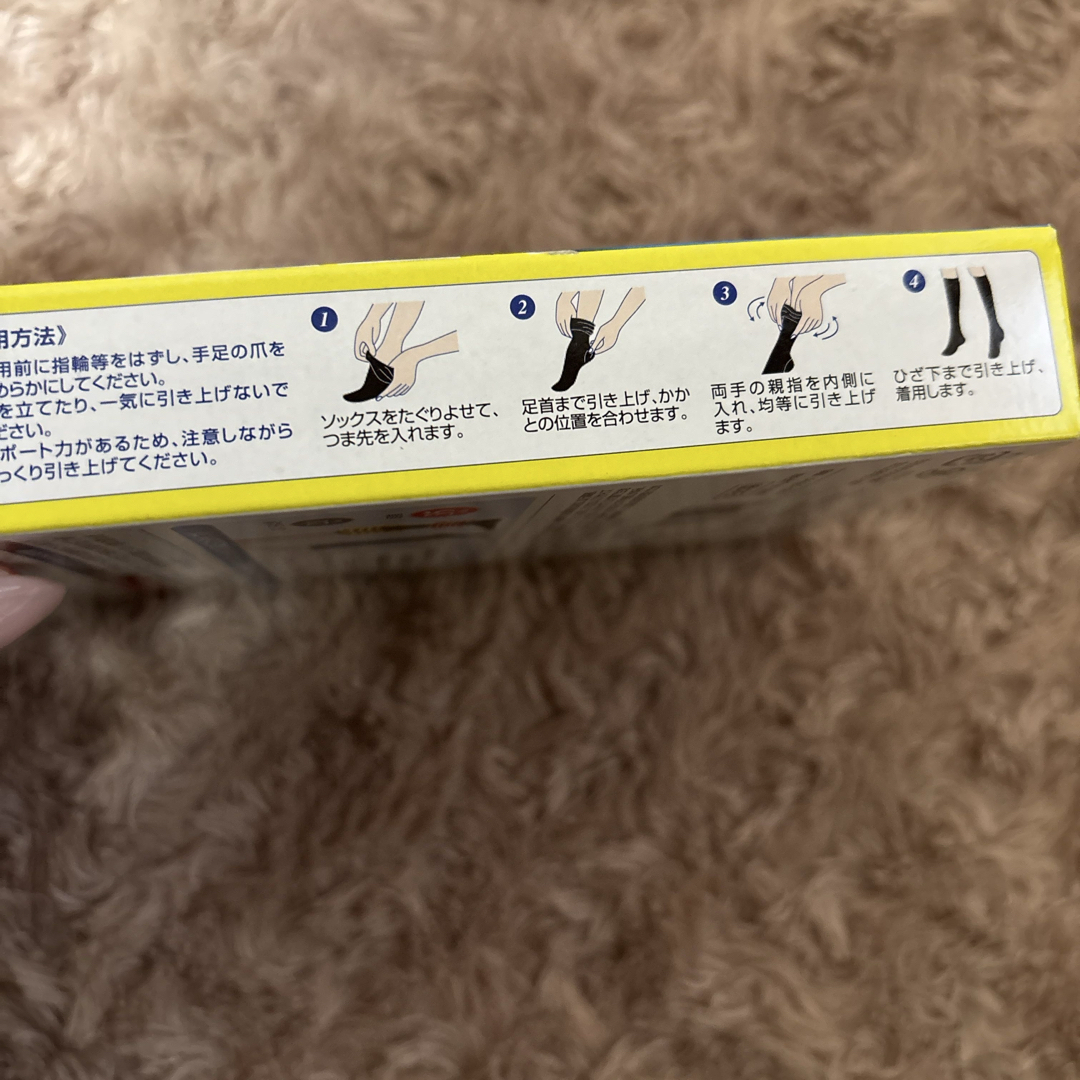 用方法》
用前に指輪等をはずし、手足の爪を
めらかにしてください。
を立てたり、一気に引き上げないで
ださい。
ポート力があるため、注意しながら
っくり引き上げてください。
1
ソックスをたぐりよせて、
つま先を入れます。
2
足首まで引き上げ、かか
との位置を合わせます。
3
両手の親指を内側に
入れ、均等に引き上げ
ます。
4
ひざ下まで引き上げ、
着用します。